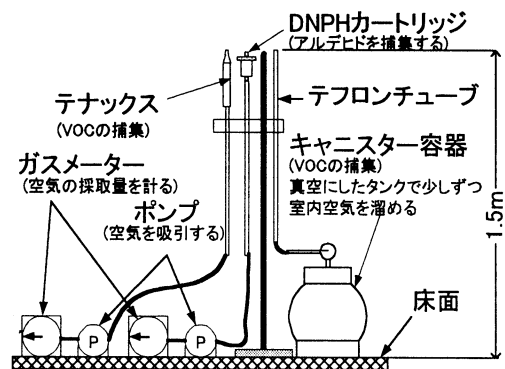 DNPHカートリッジ
(アルデヒドを捕集する)
テナックス
(VOCの捕集)
テフロンチューブ
キャニスター容器
(VOCの捕集)
真空にしたタンクで少しずつ
室内空気を溜める
ガスメーター
(空気の採取量を計る)
ポンプ
(空気を吸引する)
1.5m
床面
P
P